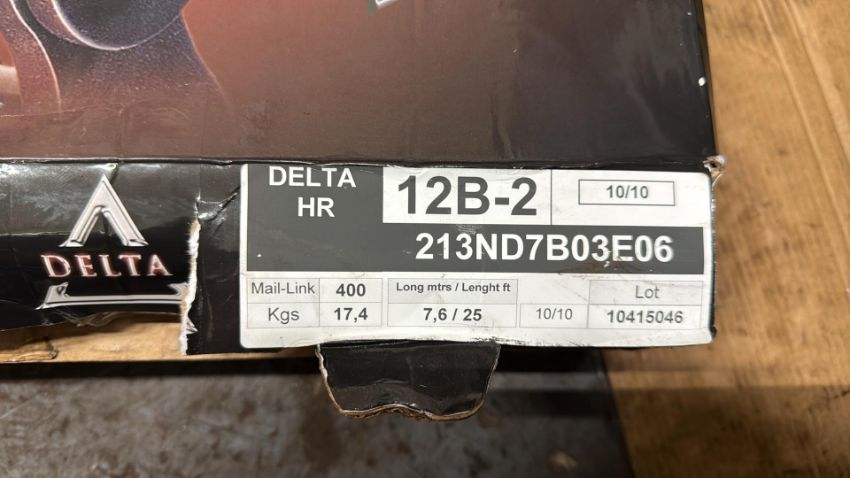 DELTA
DELTA
HR
12B-2
10/10
213ND7B03E06
Mail-Link 400
Kgs 17,4
Long mtrs / Lenght ft
7,6 / 25
10/10
Lot
10415046